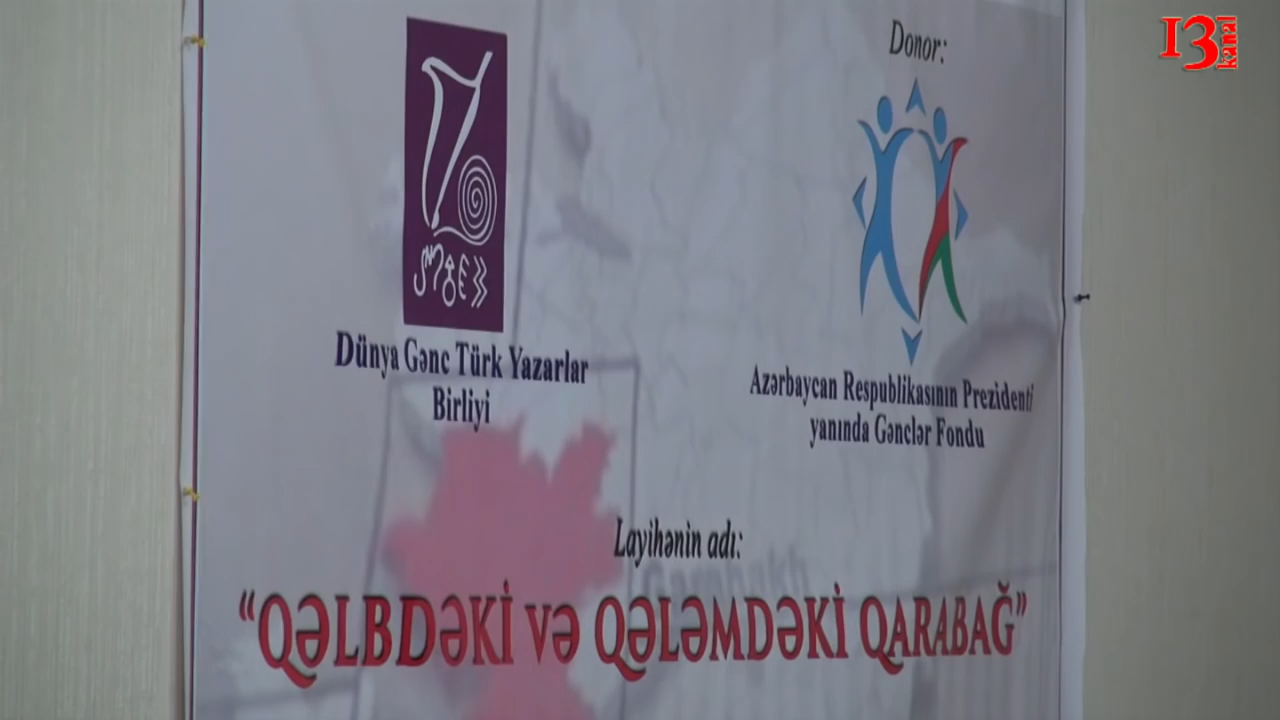 13 kanal
Donor:
Dünya Gənc Türk Yazarlar
Birliyi
Azərbaycan Respublikasının Prezidenti
yanında Gənclər Fondu
Layihənin adı:
Qarabakh
“QƏLBDƏKİ və QƏLƏMDƏKİ QARABAĞ”